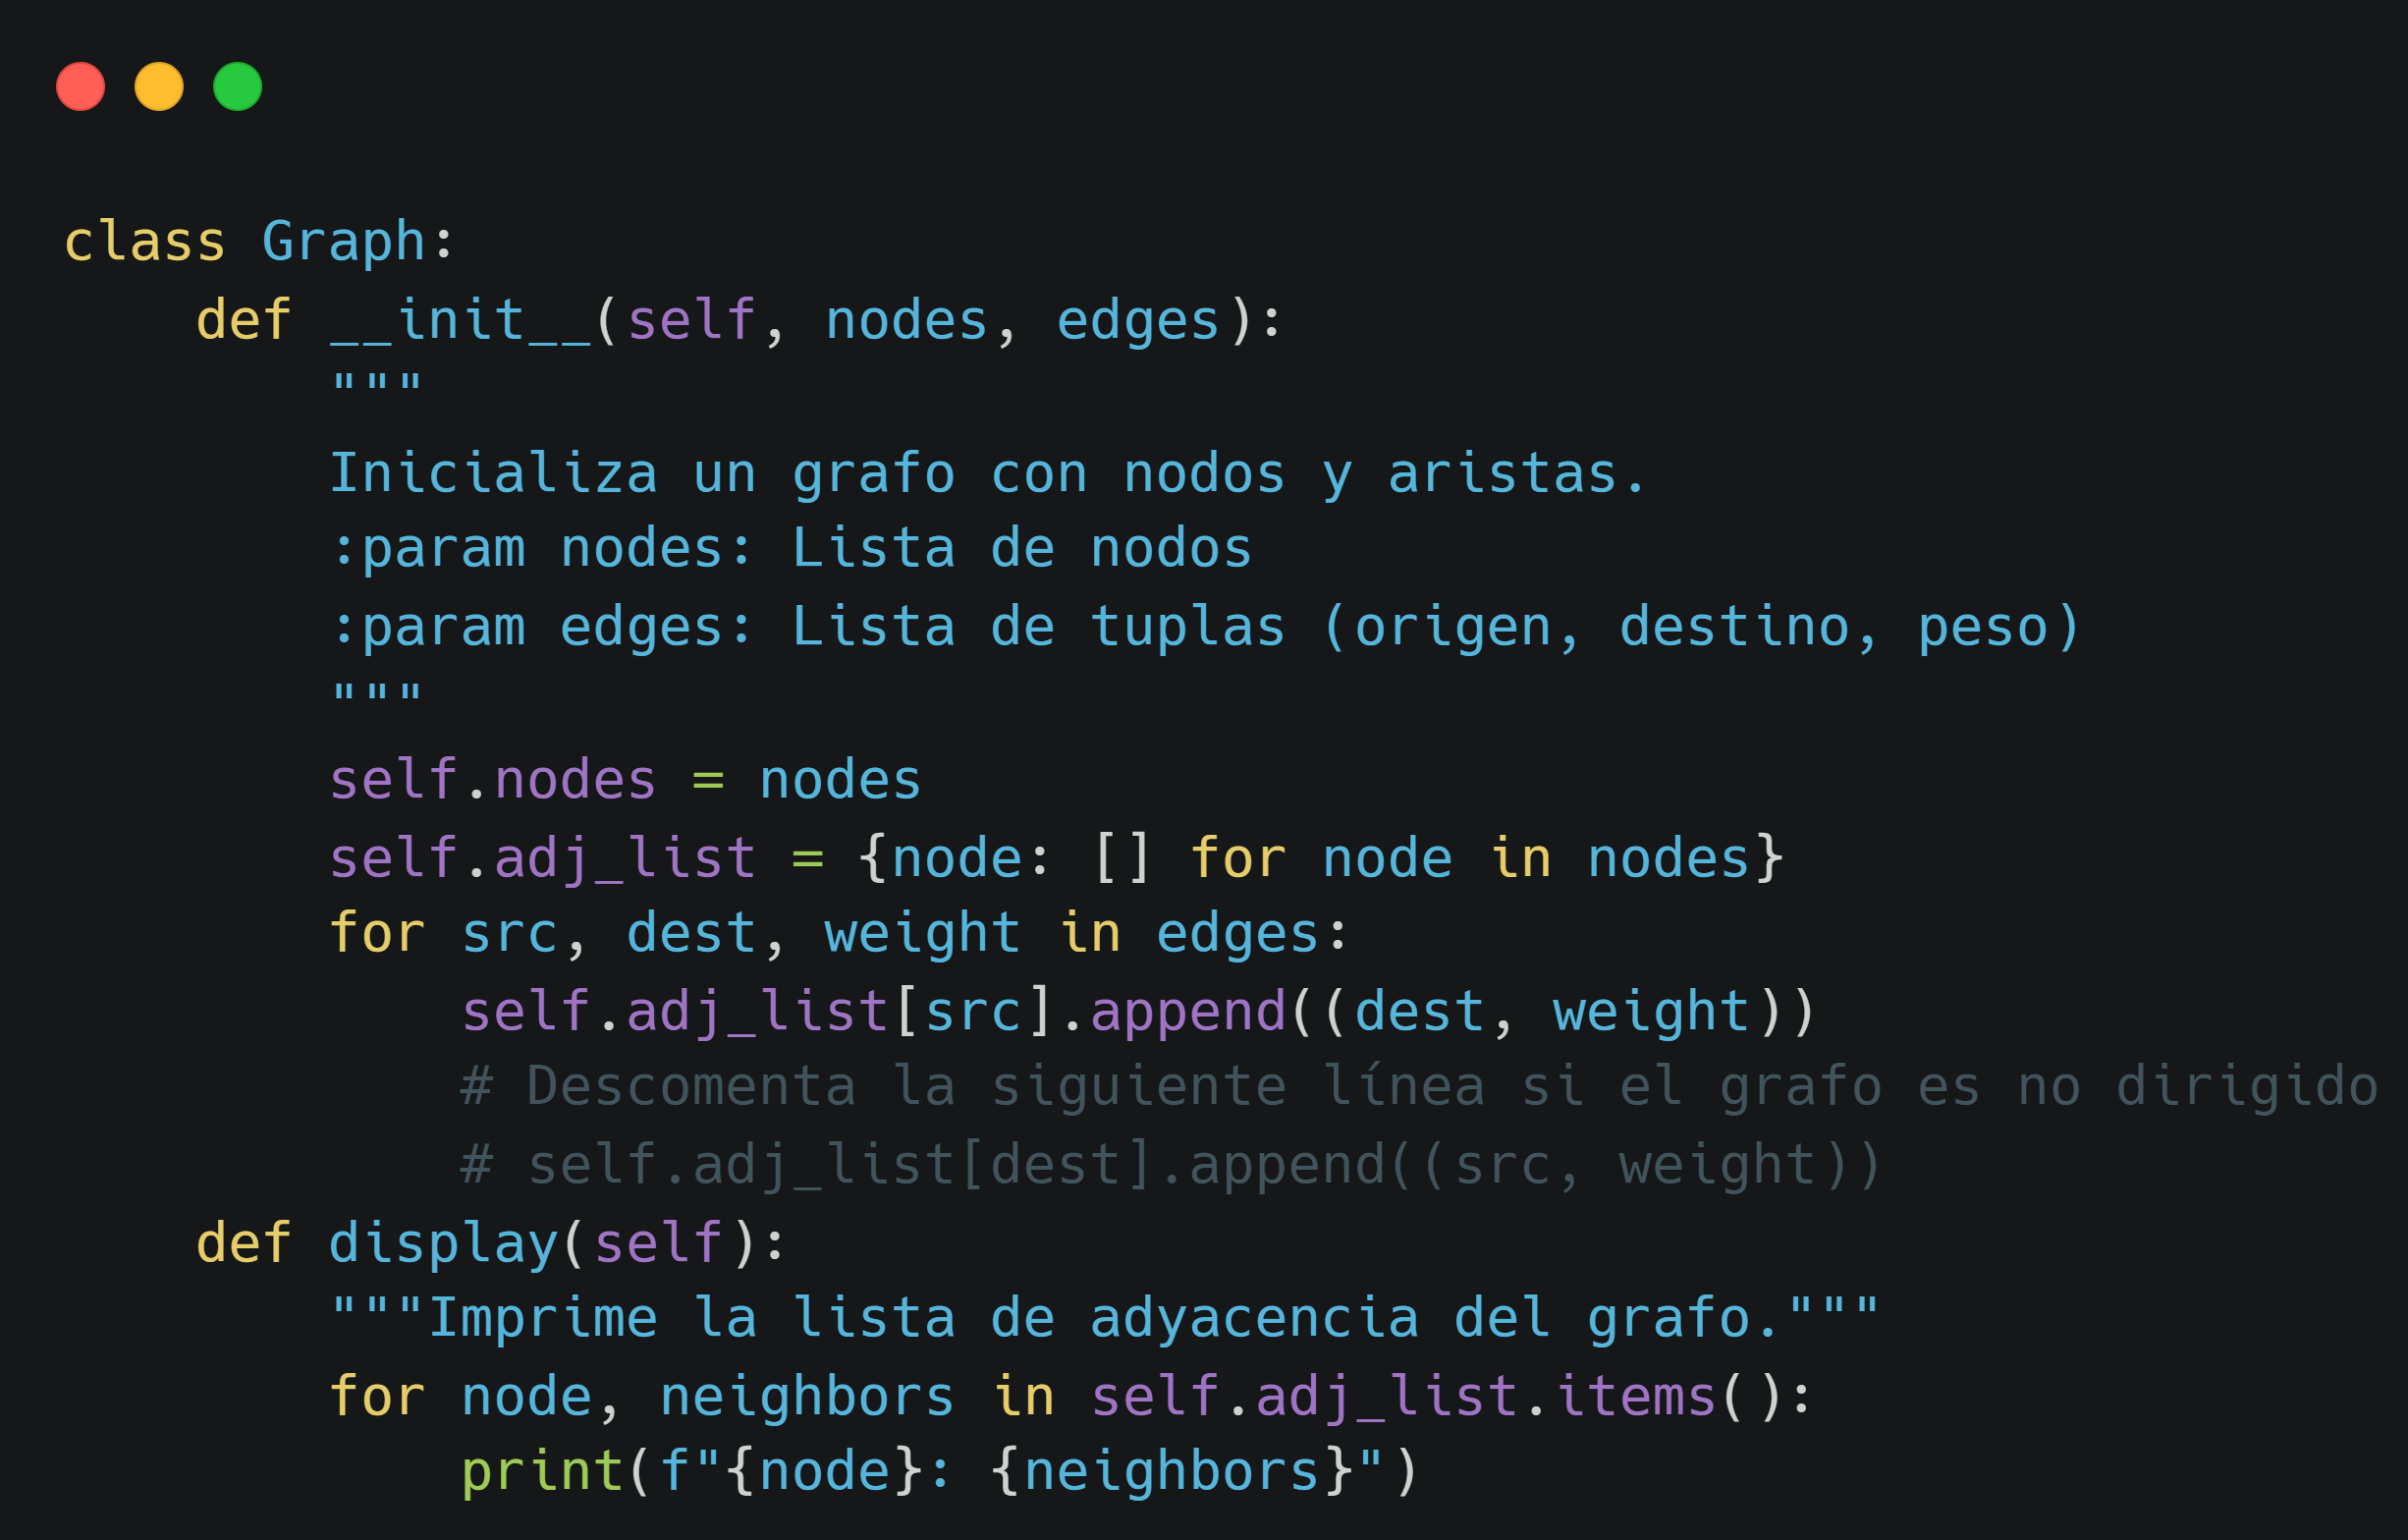 class Graph:
    def __init__(self, nodes, edges):
        """
        Inicializa un grafo con nodos y aristas.
        :param nodes: Lista de nodos
        :param edges: Lista de tuplas (origen, destino, peso)
        """
        self.nodes = nodes
        self.adj_list = {node: [] for node in nodes}
        for src, dest, weight in edges:
            self.adj_list[src].append((dest, weight))
            # Descomenta la siguiente línea si el grafo es no dirigido
            # self.adj_list[dest].append((src, weight))
    def display(self):
        """Imprime la lista de adyacencia del grafo."""
        for node, neighbors in self.adj_list.items():
            print(f"{node}: {neighbors}")